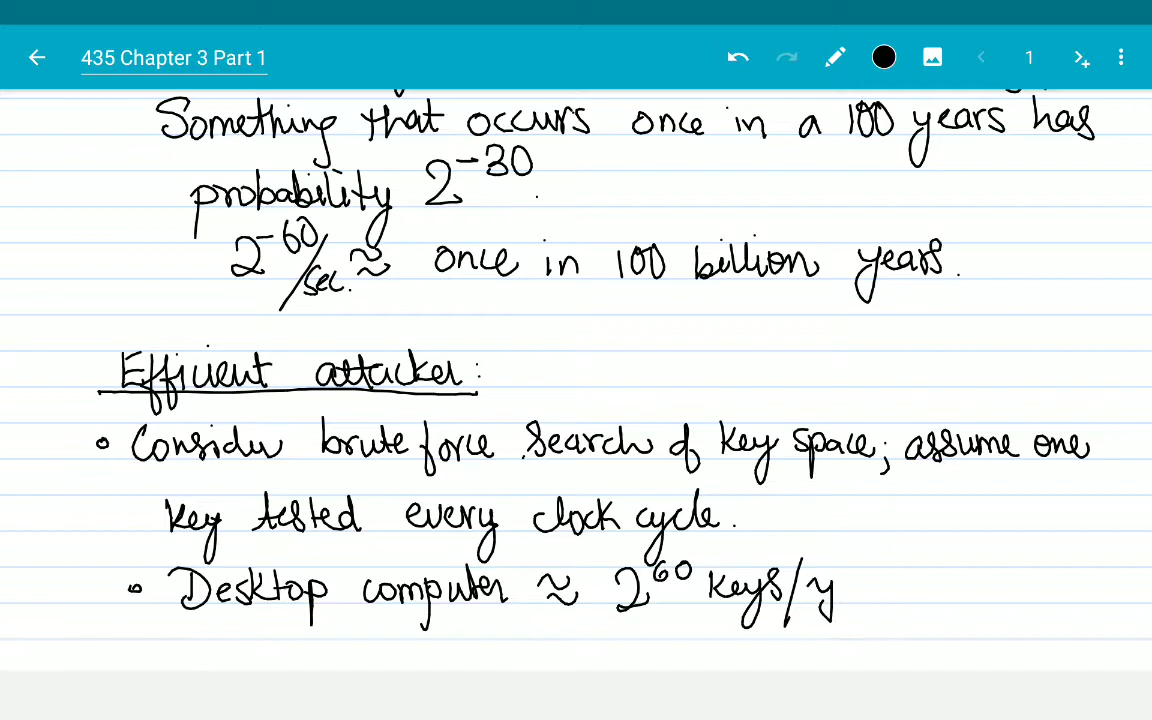 435 Chapter 3 Part 1
1
Something that occurs once in a 100 years has
probability 2^-30.
2^-60/sec. ≈ once in 100 billion years.
Efficient attacker:
• Consider brute force search of key space; assume one
key tested every clock cycle.
• Desktop computer ≈ 2^60 keys/y